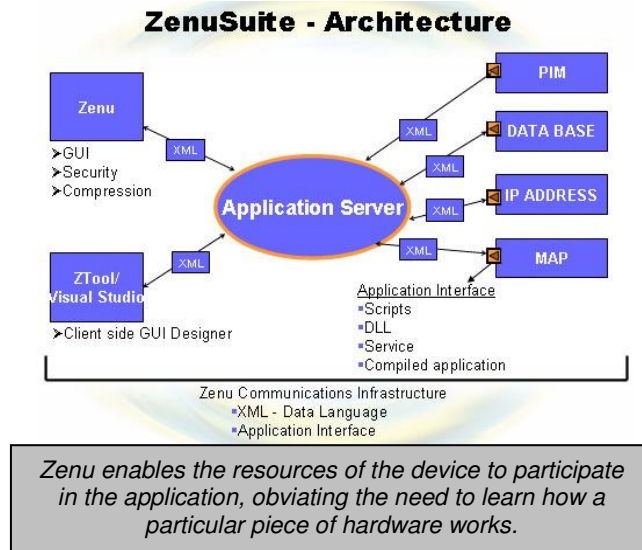 ZenuSuite - Architecture
Zenu
➢GUI
➢Security
➢Compression
XML
ZTool/
Visual Studio
➢Client side GUI Designer
XML
Application Server
XML
PIM
XML
DATA BASE
XML
IP ADDRESS
XML
MAP
Application Interface
▪Scripts
▪DLL
▪Service
▪Compiled application
Zenu Communications Infrastructure
▪XML - Data Language
▪Application Interface
Zenu enables the resources of the device to participate
in the application, obviating the need to learn how a
particular piece of hardware works.